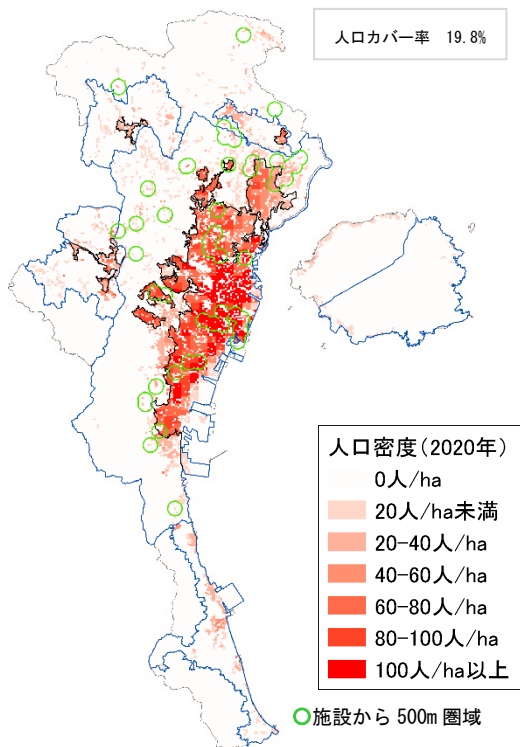 人口カバー率 19.8%
人口密度(2020年)
0人/ha
20人/ha未満
20-40人/ha
40-60人/ha
60-80人/ha
80-100人/ha
100人/ha以上
施設から500m圏域